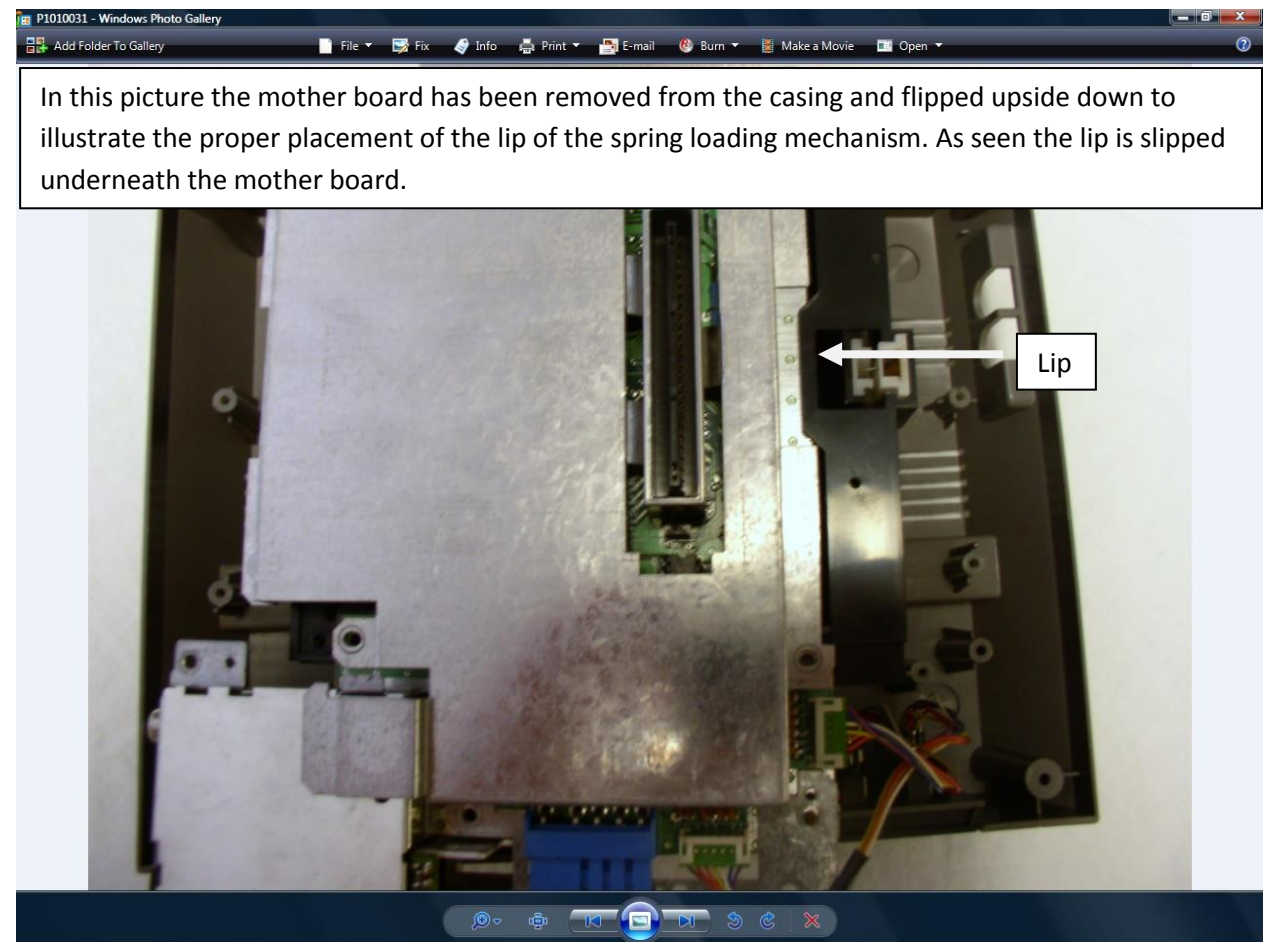 P1010031 - Windows Photo Gallery
Add Folder To Gallery File Fix Info Print E-mail Burn Make a Movie Open
In this picture the mother board has been removed from the casing and flipped upside down to
illustrate the proper placement of the lip of the spring loading mechanism. As seen the lip is slipped
underneath the mother board.
Lip